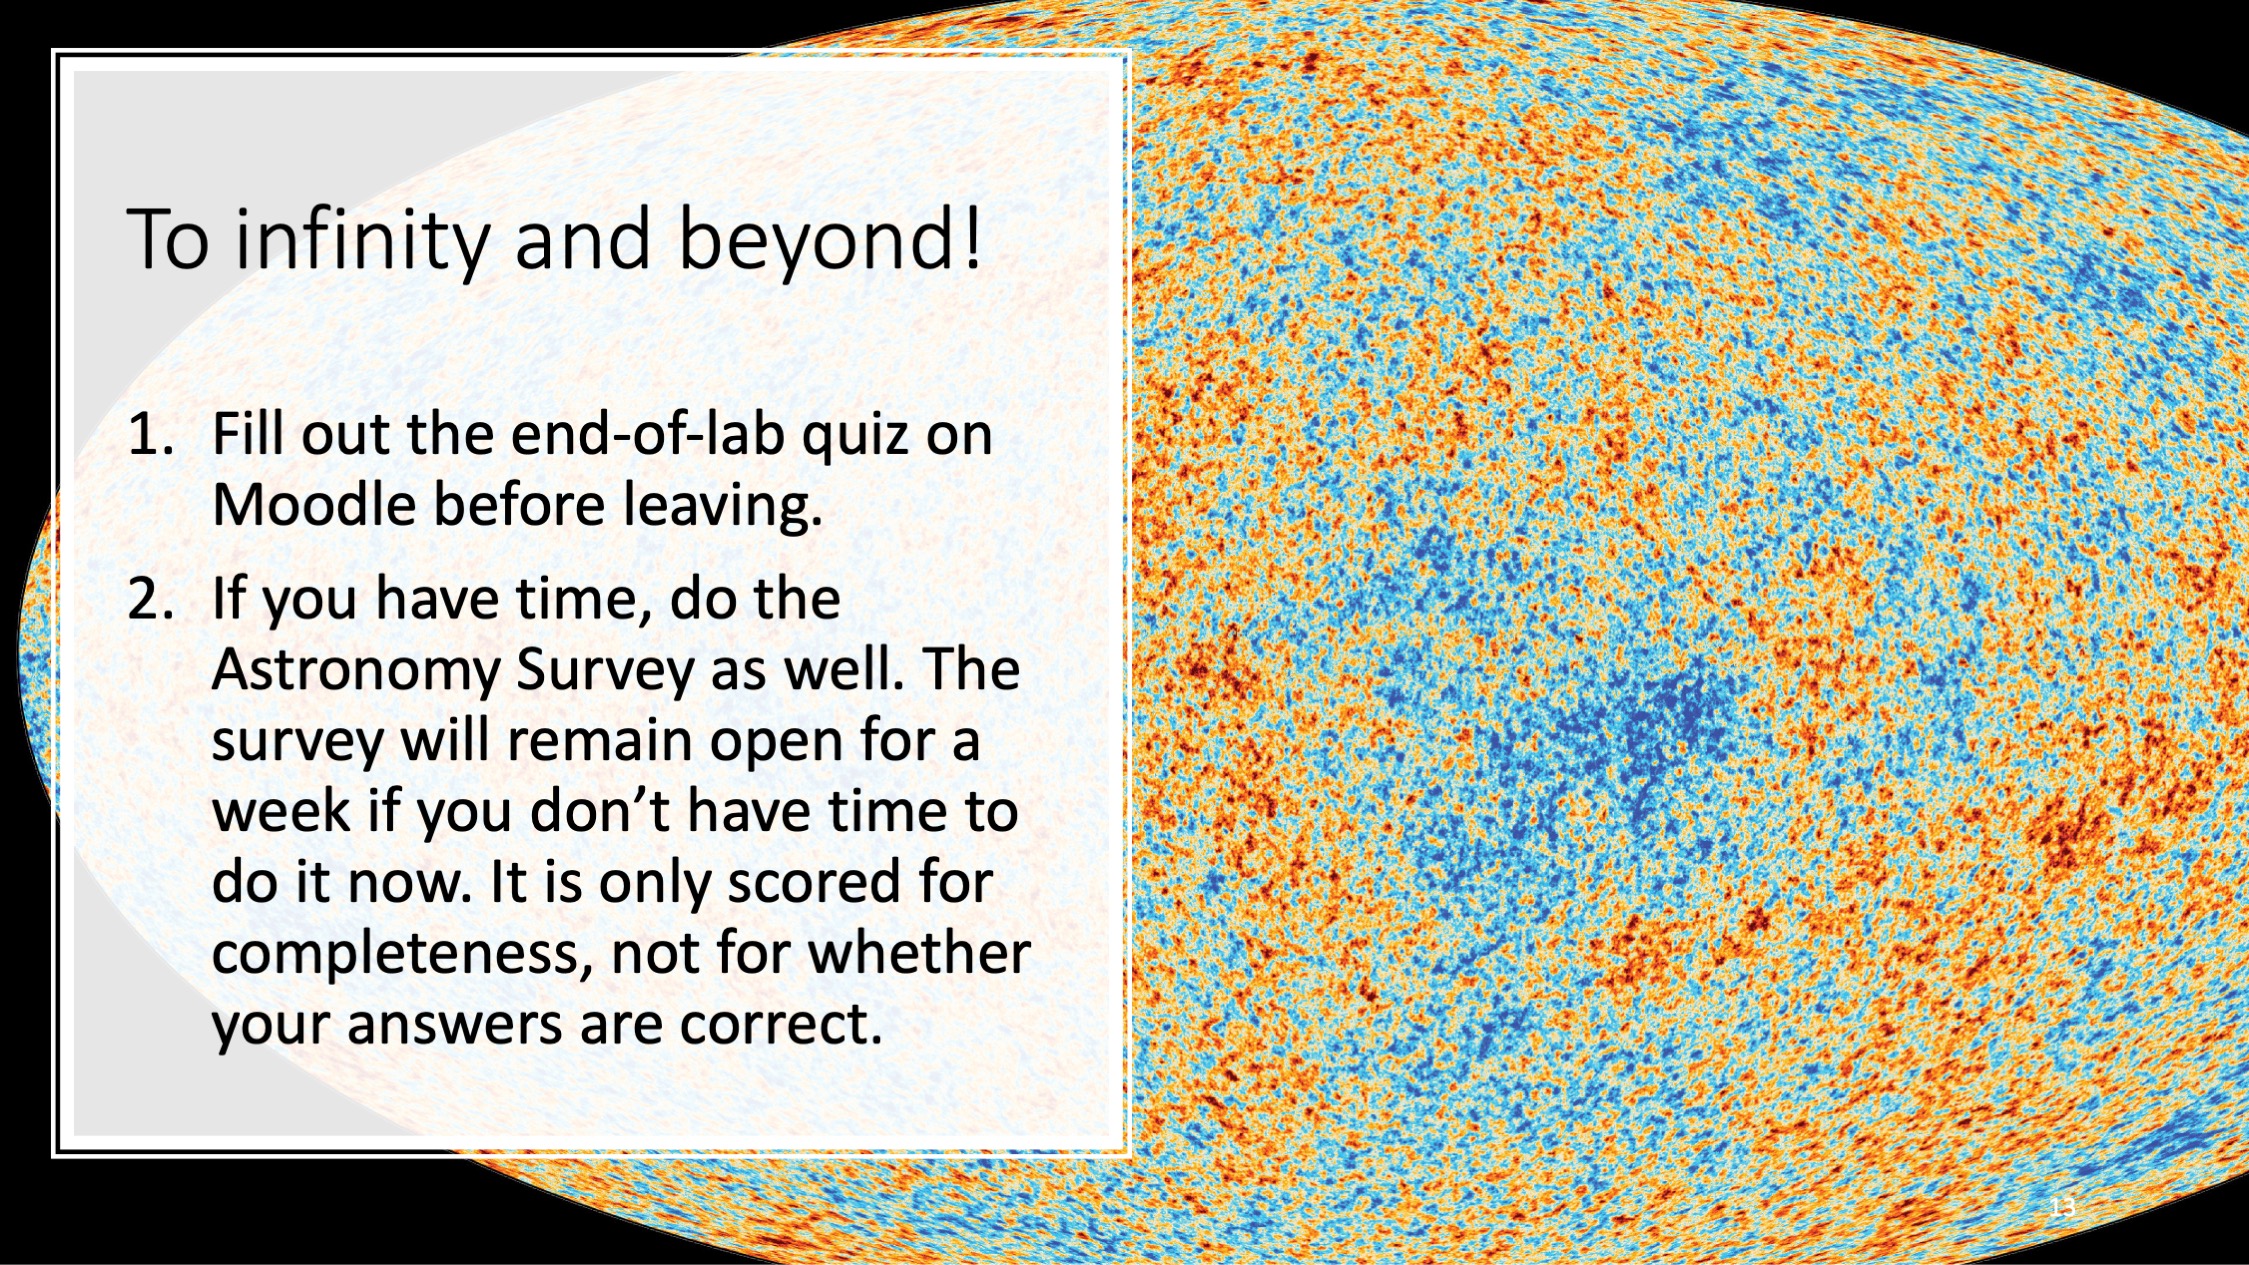 To infinity and beyond!
1. Fill out the end-of-lab quiz on
Moodle before leaving.
2. If you have time, do the
Astronomy Survey as well. The
survey will remain open for a
week if you don’t have time to
do it now. It is only scored for
completeness, not for whether
your answers are correct.
13